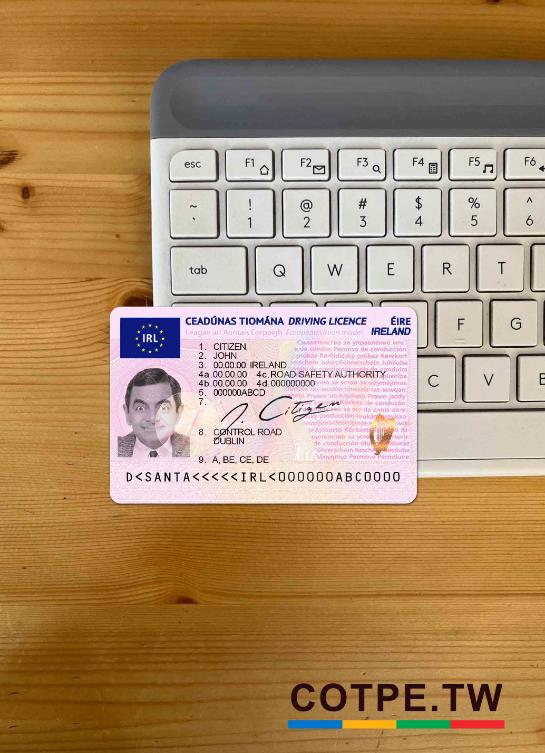 esc F1 F2 F3 F4 F5 F6
~ ! @ # $ % ^
` 1 2 3 4 5 6
tab Q W E R T
F G
C V B
CEADÚNAS TIOMÁNA DRIVING LICENCE ÉIRE
Leagan an Aontais Eorpaigh European Union model IRELAND
IRL
1. CITIZEN
2. JOHN
3. 00.00.00 IRELAND
4a. 00.00.00 4c. ROAD SAFETY AUTHORITY
4b. 00.00.00 4d. 000000000
5. 000000ABCD
7. J. Citizen
8. CONTROL ROAD
DUBLIN
9. A, BE, CE, DE
D<SANTA<<<<<IRL<000000ABC0000
COTPE.TW